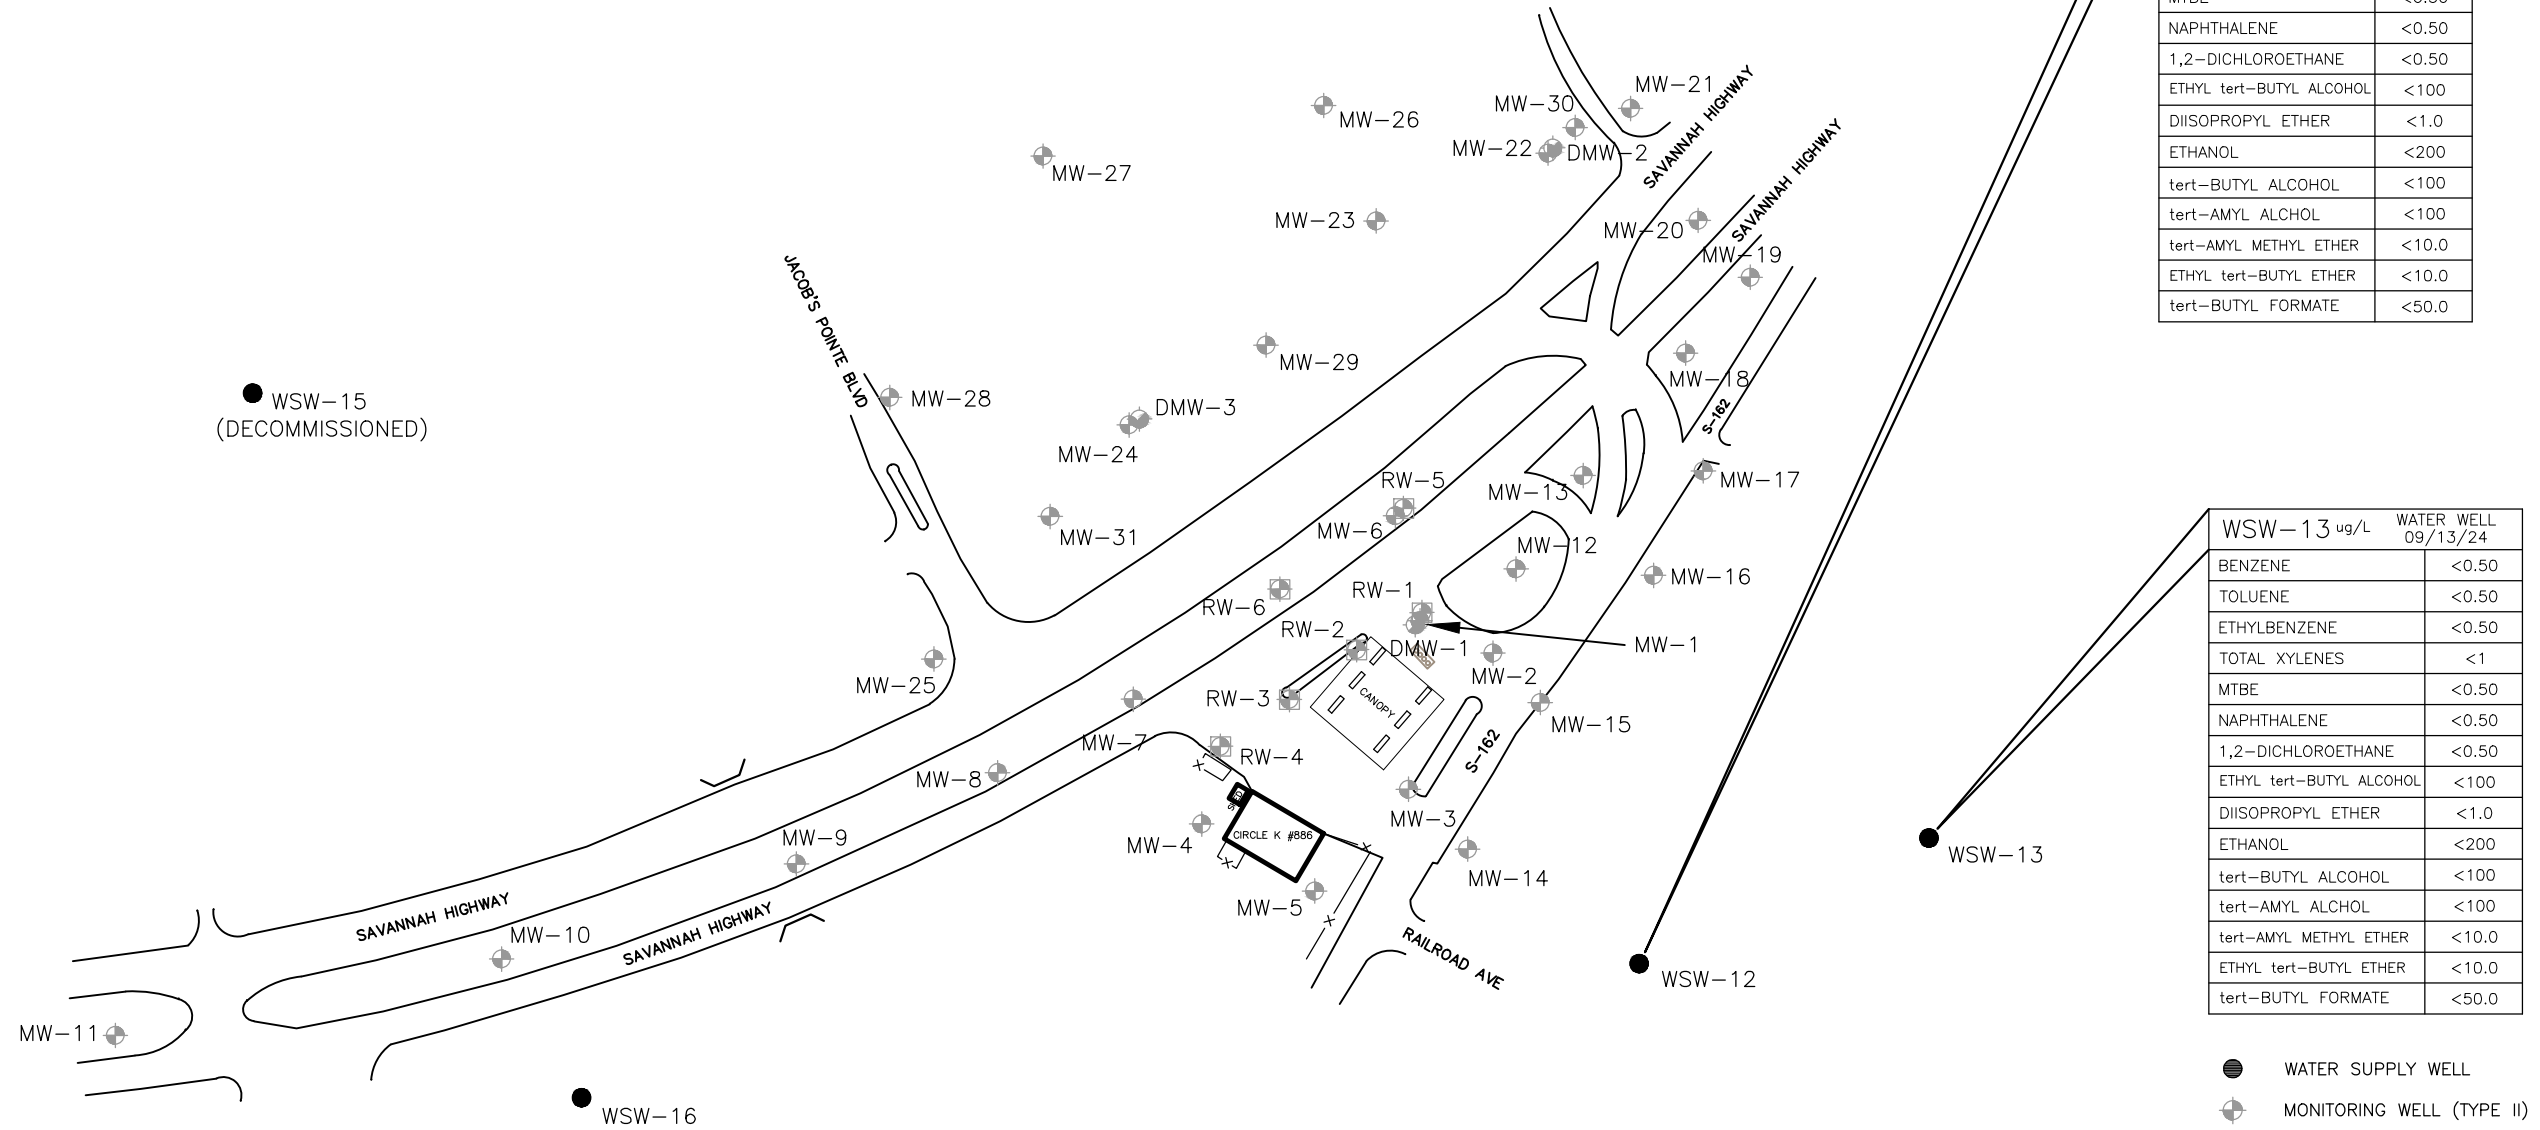 MTBE <0.50
NAPHTHALENE <0.50
1,2-DICHLOROETHANE <0.50
ETHYL tert-BUTYL ALCOHOL <100
DIISOPROPYL ETHER <1.0
ETHANOL <200
tert-BUTYL ALCOHOL <100
tert-AMYL ALCHOL <100
tert-AMYL METHYL ETHER <10.0
ETHYL tert-BUTYL ETHER <10.0
tert-BUTYL FORMATE <50.0
MW-21
SAVANNAH HIGHWAY
MW-30
MW-26
MW-22
DMW-2
SAVANNAH HIGHWAY
MW-27
MW-23
MW-20
MW-19
JACOB'S POINTE BLVD
MW-29
MW-18
WSW-15
(DECOMMISSIONED)
MW-28
DMW-3
S-162
MW-24
RW-5
MW-13
MW-17
MW-6
MW-31
MW-12
MW-16
RW-1
RW-6
RW-2
DMW-1
MW-1
MW-2
MW-25
RW-3
CANOPY
MW-15
MW-7
RW-4
S-162
MW-8
X
SHED
MW-3
CIRCLE K #886
MW-9
MW-4
X
X
MW-14
MW-5
X
SAVANNAH HIGHWAY
SAVANNAH HIGHWAY
MW-10
RAILROAD AVE
WSW-13
WSW-12
MW-11
WSW-16
WSW-13 ug/L WATER WELL
09/13/24
BENZENE <0.50
TOLUENE <0.50
ETHYLBENZENE <0.50
TOTAL XYLENES <1
MTBE <0.50
NAPHTHALENE <0.50
1,2-DICHLOROETHANE <0.50
ETHYL tert-BUTYL ALCOHOL <100
DIISOPROPYL ETHER <1.0
ETHANOL <200
tert-BUTYL ALCOHOL <100
tert-AMYL ALCHOL <100
tert-AMYL METHYL ETHER <10.0
ETHYL tert-BUTYL ETHER <10.0
tert-BUTYL FORMATE <50.0
WATER SUPPLY WELL
MONITORING WELL (TYPE II)